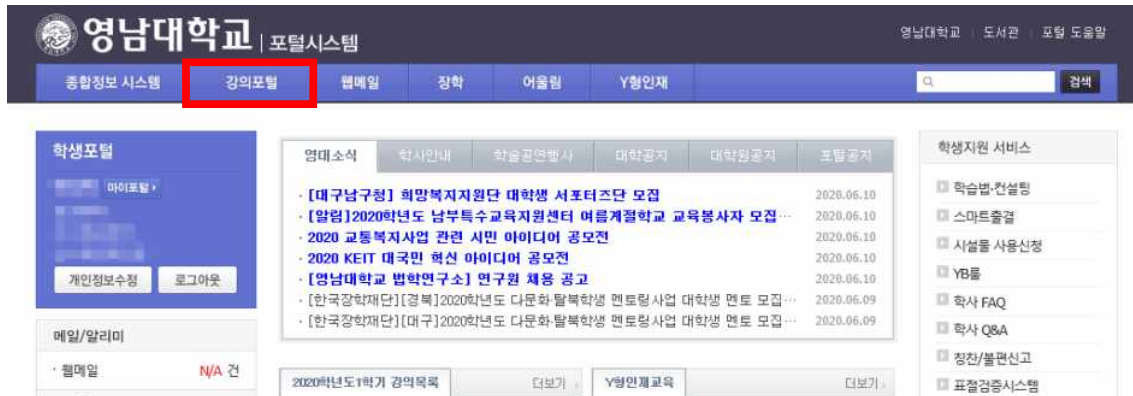 영남대학교 포털시스템
영남대학교 도서관 포털 도움말
종합정보 시스템 강의포털 웹메일 장학 어울림 Y형인재 검색
학생포털
마이포털
개인정보수정 로그아웃
메일/알리미
· 웹메일 N/A 건
영대소식 학사안내 학술공연행사 대학공지 대학원공지 포털공지
· [대구남구청] 희망복지지원단 대학생 서포터즈단 모집 2020.06.10
· [알림]2020학년도 남부특수교육지원센터 여름계절학교 교육봉사자 모집… 2020.06.10
· 2020 교통복지사업 관련 시민 아이디어 공모전 2020.06.10
· 2020 KEIT 대국민 혁신 아이디어 공모전 2020.06.10
· [영남대학교 법학연구소] 연구원 채용 공고 2020.06.10
· [한국장학재단][경북]2020학년도 다문화·탈북학생 멘토링사업 대학생 멘토 모집… 2020.06.09
· [한국장학재단][대구]2020학년도 다문화·탈북학생 멘토링사업 대학생 멘토 모집… 2020.06.09
2020학년도1학기 강의목록 더보기
Y형인재교육 더보기
학생지원 서비스
학습법·컨설팅
스마트출결
시설물 사용신청
YB룸
학사 FAQ
학사 Q&A
칭찬/불편신고
표절검증시스템